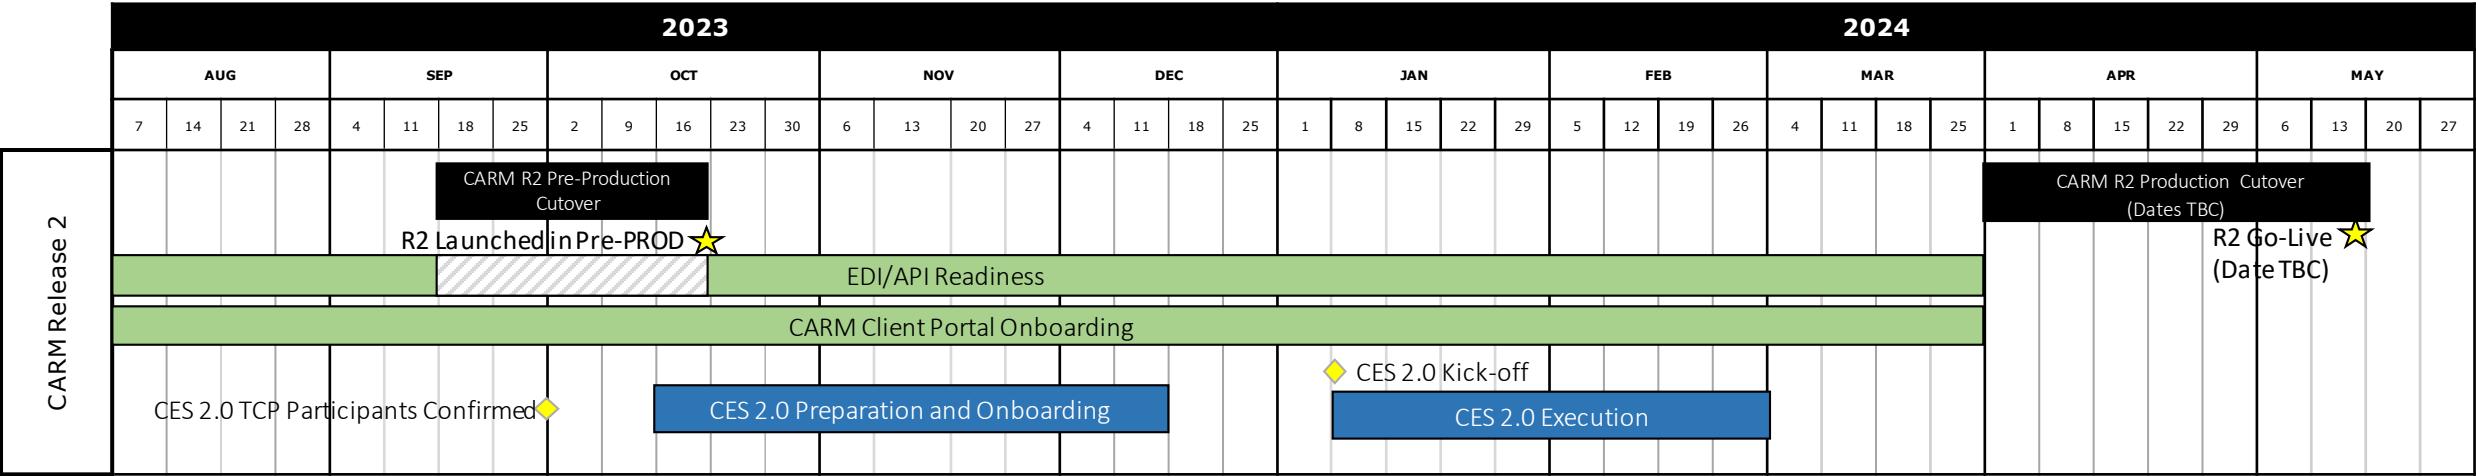 2023 2024
AUG SEP OCT NOV DEC JAN FEB MAR APR MAY
7 14 21 28 4 11 18 25 2 9 16 23 30 6 13 20 27 4 11 18 25 1 8 15 22 29 5 12 19 26 4 11 18 25 1 8 15 22 29 6 13 20 27
CARM Release 2
CARM R2 Pre-Production
Cutover
CARM R2 Production Cutover
(Dates TBC)
R2 Launched in Pre-PROD
R2 Go-Live
(Date TBC)
EDI/API Readiness
CARM Client Portal Onboarding
CES 2.0 Kick-off
CES 2.0 TCP Participants Confirmed
CES 2.0 Preparation and Onboarding
CES 2.0 Execution